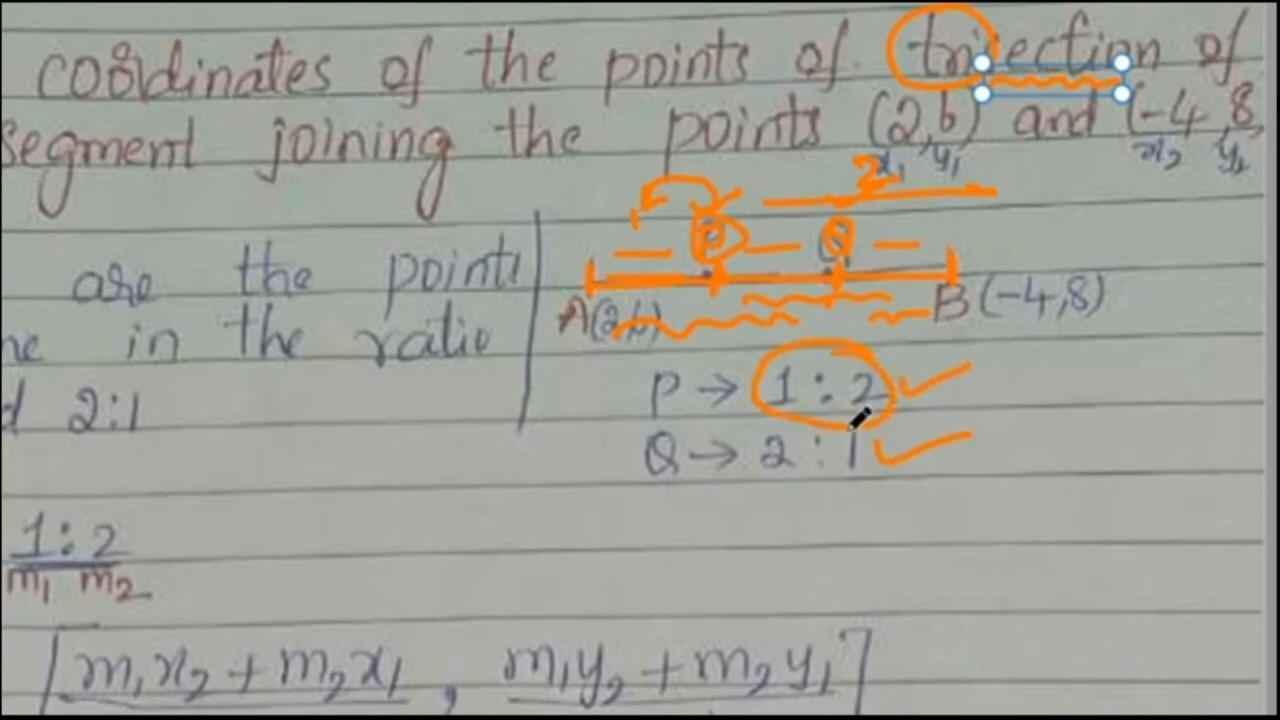 coordinates of the points of trisection of
segment joining the points (2,6) and (-4,8
x₁ y₁ x₂ y₂
2
P Q
are the points
A(2,6) B(-4,8)
ne in the ratio
P → 1 : 2
d 2:1
Q → 2 : 1
1 : 2
m₁ m₂
[m₁x₂ + m₂x₁ , m₁y₂ + m₂y₁]